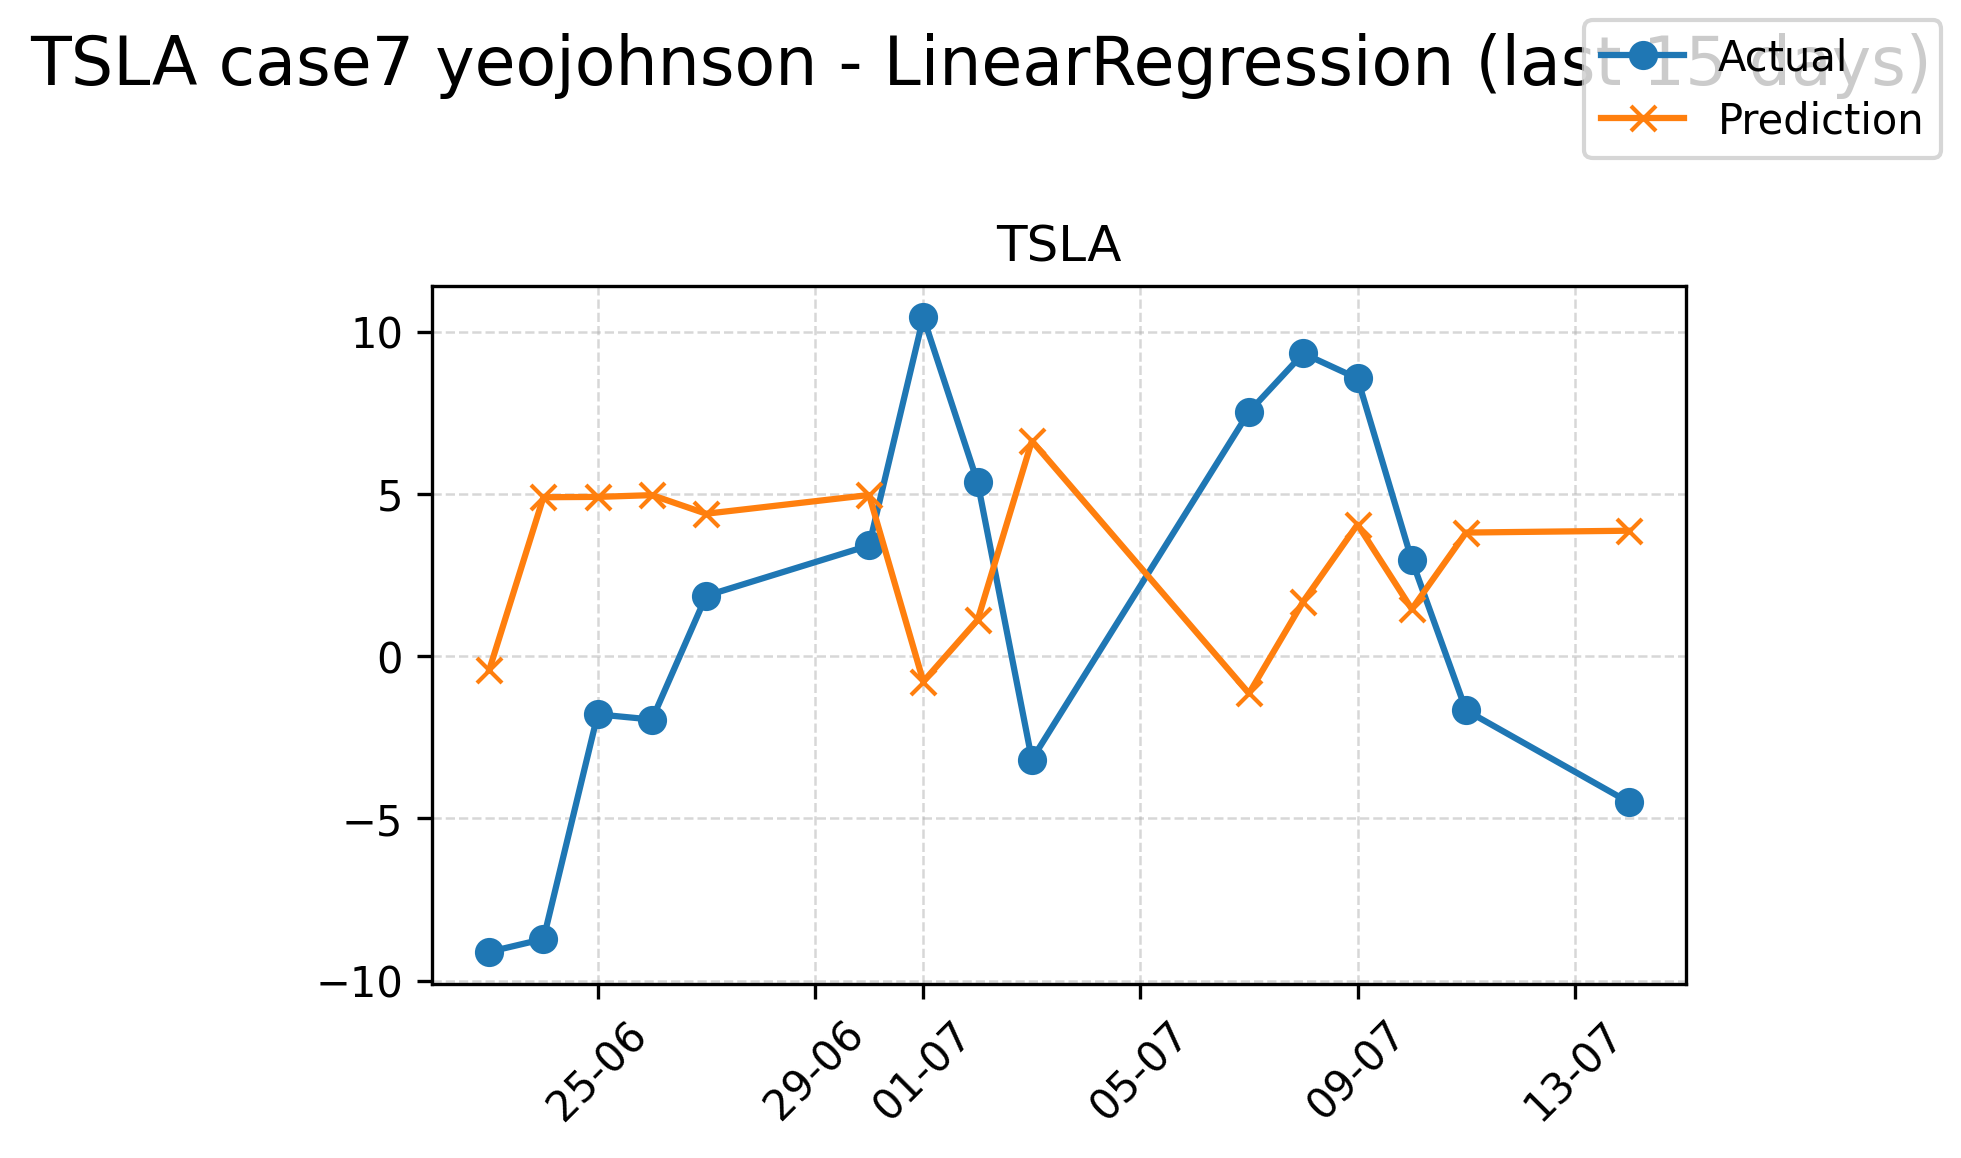 TSLA case7 yeojohnson - LinearRegression (last 15 days)
Actual
Prediction
TSLA
10
5
0
−5
−10
25-06
29-06
01-07
05-07
09-07
13-07